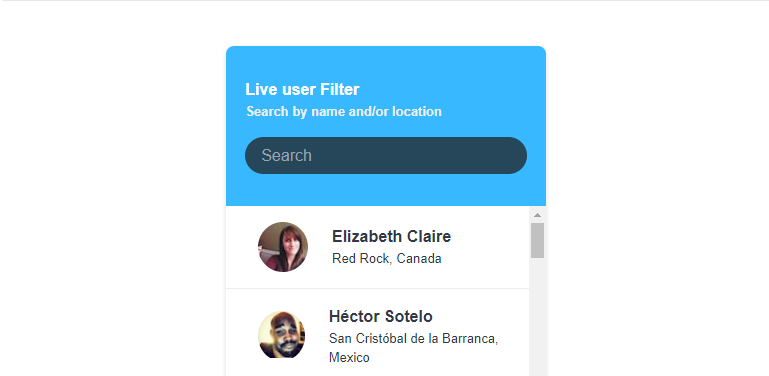 Live user Filter
Search by name and/or location
Search
Elizabeth Claire
Red Rock, Canada
Héctor Sotelo
San Cristóbal de la Barranca,
Mexico